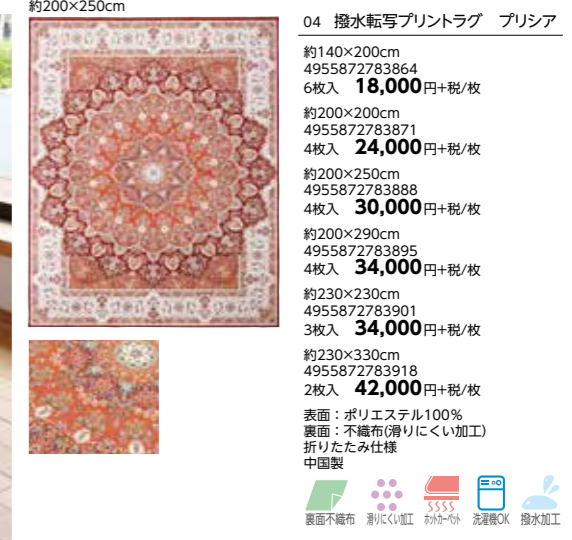 約200×250cm
04 撥水転写プリントラグ プリシア
約140×200cm
4955872783864
6枚入 18,000円+税/枚
約200×200cm
4955872783871
4枚入 24,000円+税/枚
約200×250cm
4955872783888
4枚入 30,000円+税/枚
約200×290cm
4955872783895
4枚入 34,000円+税/枚
約230×230cm
4955872783901
3枚入 34,000円+税/枚
約230×330cm
4955872783918
2枚入 42,000円+税/枚
表面：ポリエステル100%
裏面：不織布(滑りにくい加工)
折りたたみ仕様
中国製
裏面不織布 滑りにくい加工 ホットカーペット 洗濯機OK 撥水加工